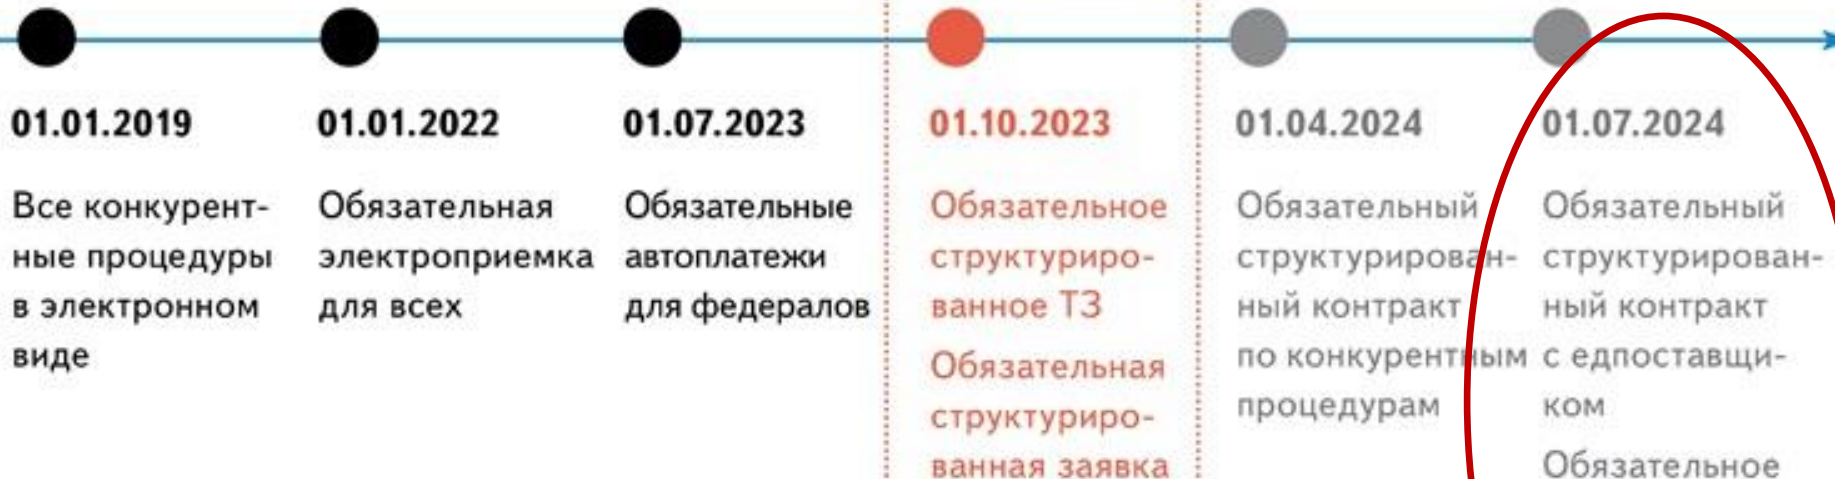 01.01.2019
Все конкурент-
ные процедуры
в электронном
виде
01.01.2022
Обязательная
электроприемка
для всех
01.07.2023
Обязательные
автоплатежи
для федералов
01.10.2023
Обязательное
структуриро-
ванное ТЗ
Обязательная
структуриро-
ванная заявка
01.04.2024
Обязательный
структурирован-
ный контракт
по конкурентным
процедурам
01.07.2024
Обязательный
структурирован-
ный контракт
с едпоставщи-
ком
Обязательное